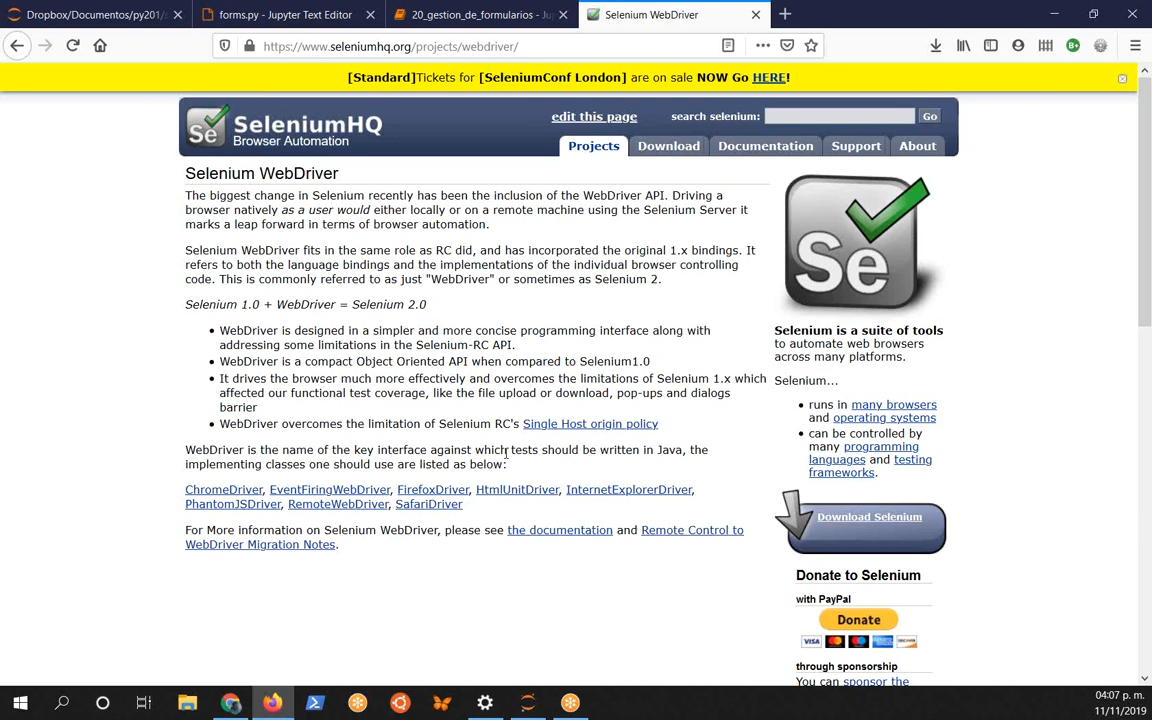 Dropbox/Documentos/py201/s
forms.py - Jupyter Text Editor
20_gestion_de_formularios - Ju
Selenium WebDriver
https://www.seleniumhq.org/projects/webdriver/
[Standard]Tickets for [SeleniumConf London] are on sale NOW Go HERE!
Se
SeleniumHQ
Browser Automation
edit this page
search selenium:
Go
Projects
Download
Documentation
Support
About
Selenium WebDriver
The biggest change in Selenium recently has been the inclusion of the WebDriver API. Driving a
browser natively as a user would either locally or on a remote machine using the Selenium Server it
marks a leap forward in terms of browser automation.
Selenium WebDriver fits in the same role as RC did, and has incorporated the original 1.x bindings. It
refers to both the language bindings and the implementations of the individual browser controlling
code. This is commonly referred to as just "WebDriver" or sometimes as Selenium 2.
Selenium 1.0 + WebDriver = Selenium 2.0
• WebDriver is designed in a simpler and more concise programming interface along with
addressing some limitations in the Selenium-RC API.
• WebDriver is a compact Object Oriented API when compared to Selenium1.0
• It drives the browser much more effectively and overcomes the limitations of Selenium 1.x which
affected our functional test coverage, like the file upload or download, pop-ups and dialogs
barrier
• WebDriver overcomes the limitation of Selenium RC's Single Host origin policy
WebDriver is the name of the key interface against which tests should be written in Java, the
implementing classes one should use are listed as below:
ChromeDriver, EventFiringWebDriver, FirefoxDriver, HtmlUnitDriver, InternetExplorerDriver,
PhantomJSDriver, RemoteWebDriver, SafariDriver
For More information on Selenium WebDriver, please see the documentation and Remote Control to
WebDriver Migration Notes.
Se
Selenium is a suite of tools
to automate web browsers
across many platforms.
Selenium...
• runs in many browsers
and operating systems
• can be controlled by
many programming
languages and testing
frameworks.
Download Selenium
Donate to Selenium
with PayPal
Donate
VISA
through sponsorship
You can sponsor the
04:07 p. m.
11/11/2019